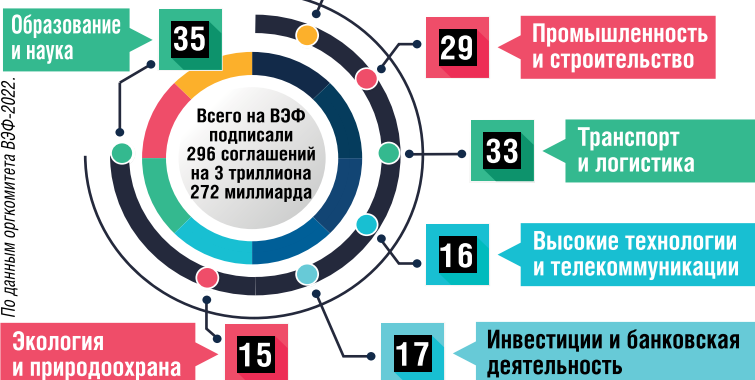 Образование
и наука
35
29
Промышленность
и строительство
Всего на ВЭФ
подписали
296 соглашений
на 3 триллиона
272 миллиарда
33
Транспорт
и логистика
16
Высокие технологии
и телекоммуникации
Экология
и природоохрана
15
17
Инвестиции и банковская
деятельность
По данным оргкомитета ВЭФ-2022.